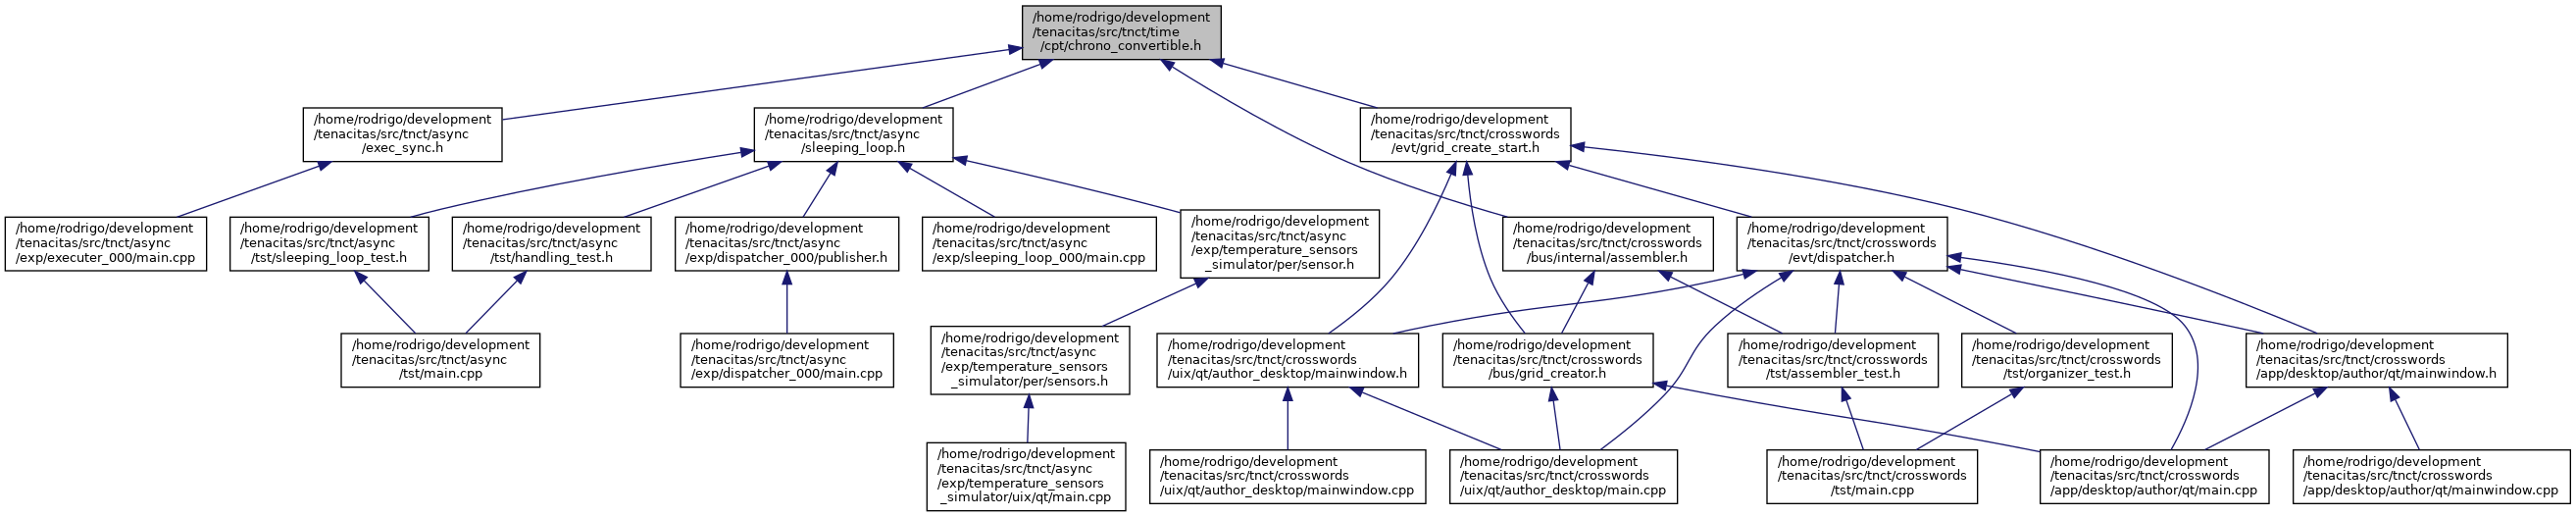 /home/rodrigo/development
/tenacitas/src/tnct/time
/cpt/chrono_convertible.h
/home/rodrigo/development
/tenacitas/src/tnct/async
/exec_sync.h
/home/rodrigo/development
/tenacitas/src/tnct/async
/sleeping_loop.h
/home/rodrigo/development
/tenacitas/src/tnct/crosswords
/evt/grid_create_start.h
/home/rodrigo/development
/tenacitas/src/tnct/async
/exp/executer_000/main.cpp
/home/rodrigo/development
/tenacitas/src/tnct/async
/tst/sleeping_loop_test.h
/home/rodrigo/development
/tenacitas/src/tnct/async
/tst/handling_test.h
/home/rodrigo/development
/tenacitas/src/tnct/async
/exp/dispatcher_000/publisher.h
/home/rodrigo/development
/tenacitas/src/tnct/async
/exp/sleeping_loop_000/main.cpp
/home/rodrigo/development
/tenacitas/src/tnct/async
/exp/temperature_sensors
_simulator/per/sensor.h
/home/rodrigo/development
/tenacitas/src/tnct/crosswords
/bus/internal/assembler.h
/home/rodrigo/development
/tenacitas/src/tnct/crosswords
/evt/dispatcher.h
/home/rodrigo/development
/tenacitas/src/tnct/async
/tst/main.cpp
/home/rodrigo/development
/tenacitas/src/tnct/async
/exp/dispatcher_000/main.cpp
/home/rodrigo/development
/tenacitas/src/tnct/async
/exp/temperature_sensors
_simulator/per/sensors.h
/home/rodrigo/development
/tenacitas/src/tnct/crosswords
/uix/qt/author_desktop/mainwindow.h
/home/rodrigo/development
/tenacitas/src/tnct/crosswords
/bus/grid_creator.h
/home/rodrigo/development
/tenacitas/src/tnct/crosswords
/tst/assembler_test.h
/home/rodrigo/development
/tenacitas/src/tnct/crosswords
/tst/organizer_test.h
/home/rodrigo/development
/tenacitas/src/tnct/crosswords
/app/desktop/author/qt/mainwindow.h
/home/rodrigo/development
/tenacitas/src/tnct/async
/exp/temperature_sensors
_simulator/uix/qt/main.cpp
/home/rodrigo/development
/tenacitas/src/tnct/crosswords
/uix/qt/author_desktop/mainwindow.cpp
/home/rodrigo/development
/tenacitas/src/tnct/crosswords
/uix/qt/author_desktop/main.cpp
/home/rodrigo/development
/tenacitas/src/tnct/crosswords
/tst/main.cpp
/home/rodrigo/development
/tenacitas/src/tnct/crosswords
/app/desktop/author/qt/main.cpp
/home/rodrigo/development
/tenacitas/src/tnct/crosswords
/app/desktop/author/qt/mainwindow.cpp